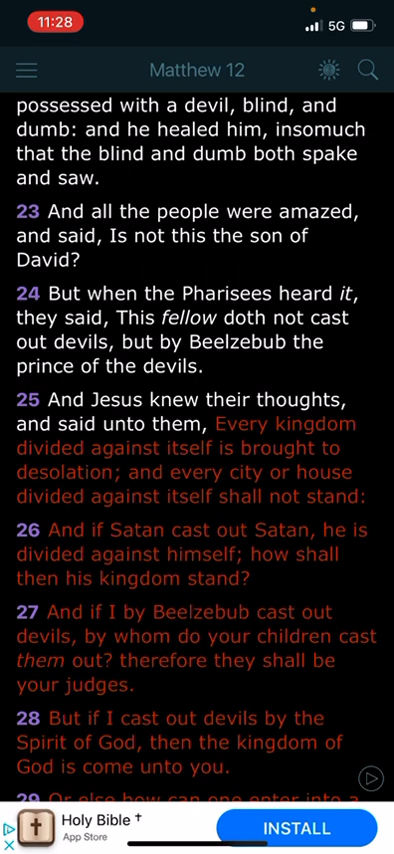 11:28
5G
Matthew 12
possessed with a devil, blind, and
dumb: and he healed him, insomuch
that the blind and dumb both spake
and saw.
23 And all the people were amazed,
and said, Is not this the son of
David?
24 But when the Pharisees heard it,
they said, This fellow doth not cast
out devils, but by Beelzebub the
prince of the devils.
25 And Jesus knew their thoughts,
and said unto them, Every kingdom
divided against itself is brought to
desolation; and every city or house
divided against itself shall not stand:
26 And if Satan cast out Satan, he is
divided against himself; how shall
then his kingdom stand?
27 And if I by Beelzebub cast out
devils, by whom do your children cast
them out? therefore they shall be
your judges.
28 But if I cast out devils by the
Spirit of God, then the kingdom of
God is come unto you.
29 Or else how can one enter into a
Holy Bible †
App Store
INSTALL